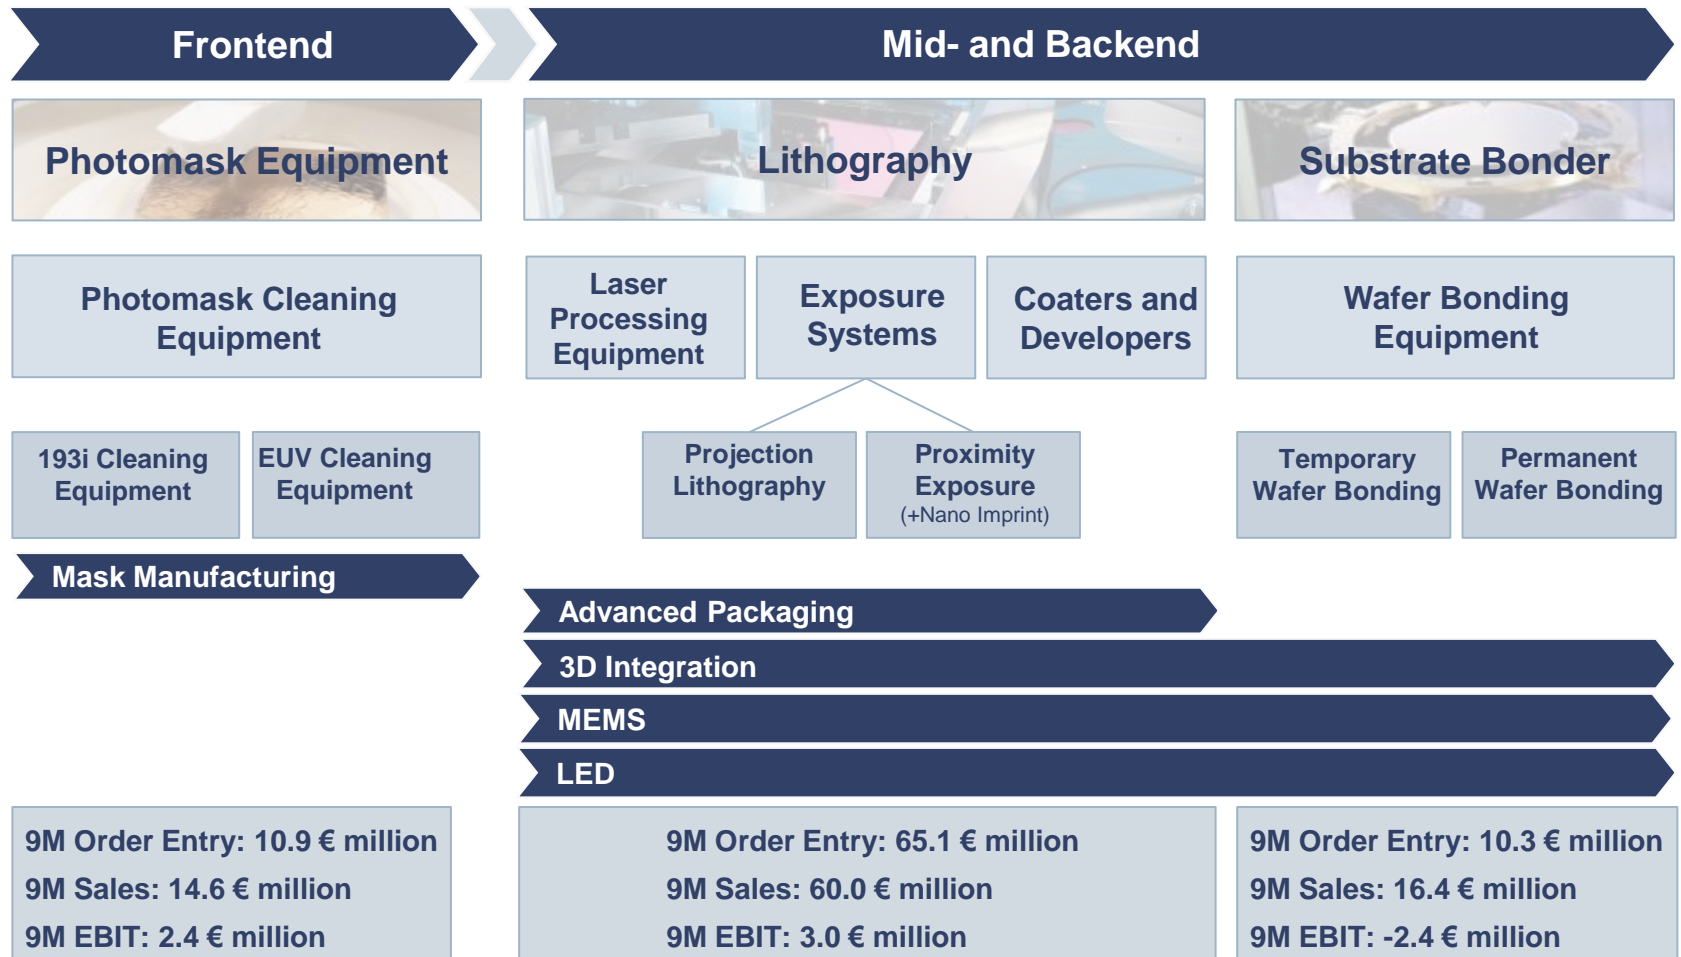 Frontend
Mid- and Backend
Photomask Equipment
Lithography
Substrate Bonder
Photomask Cleaning
Equipment
Laser
Processing
Equipment
Exposure
Systems
Coaters and
Developers
Wafer Bonding
Equipment
193i Cleaning
Equipment
EUV Cleaning
Equipment
Projection
Lithography
Proximity
Exposure
(+Nano Imprint)
Temporary
Wafer Bonding
Permanent
Wafer Bonding
Mask Manufacturing
Advanced Packaging
3D Integration
MEMS
LED
9M Order Entry: 10.9 € million
9M Sales: 14.6 € million
9M EBIT: 2.4 € million
9M Order Entry: 65.1 € million
9M Sales: 60.0 € million
9M EBIT: 3.0 € million
9M Order Entry: 10.3 € million
9M Sales: 16.4 € million
9M EBIT: -2.4 € million